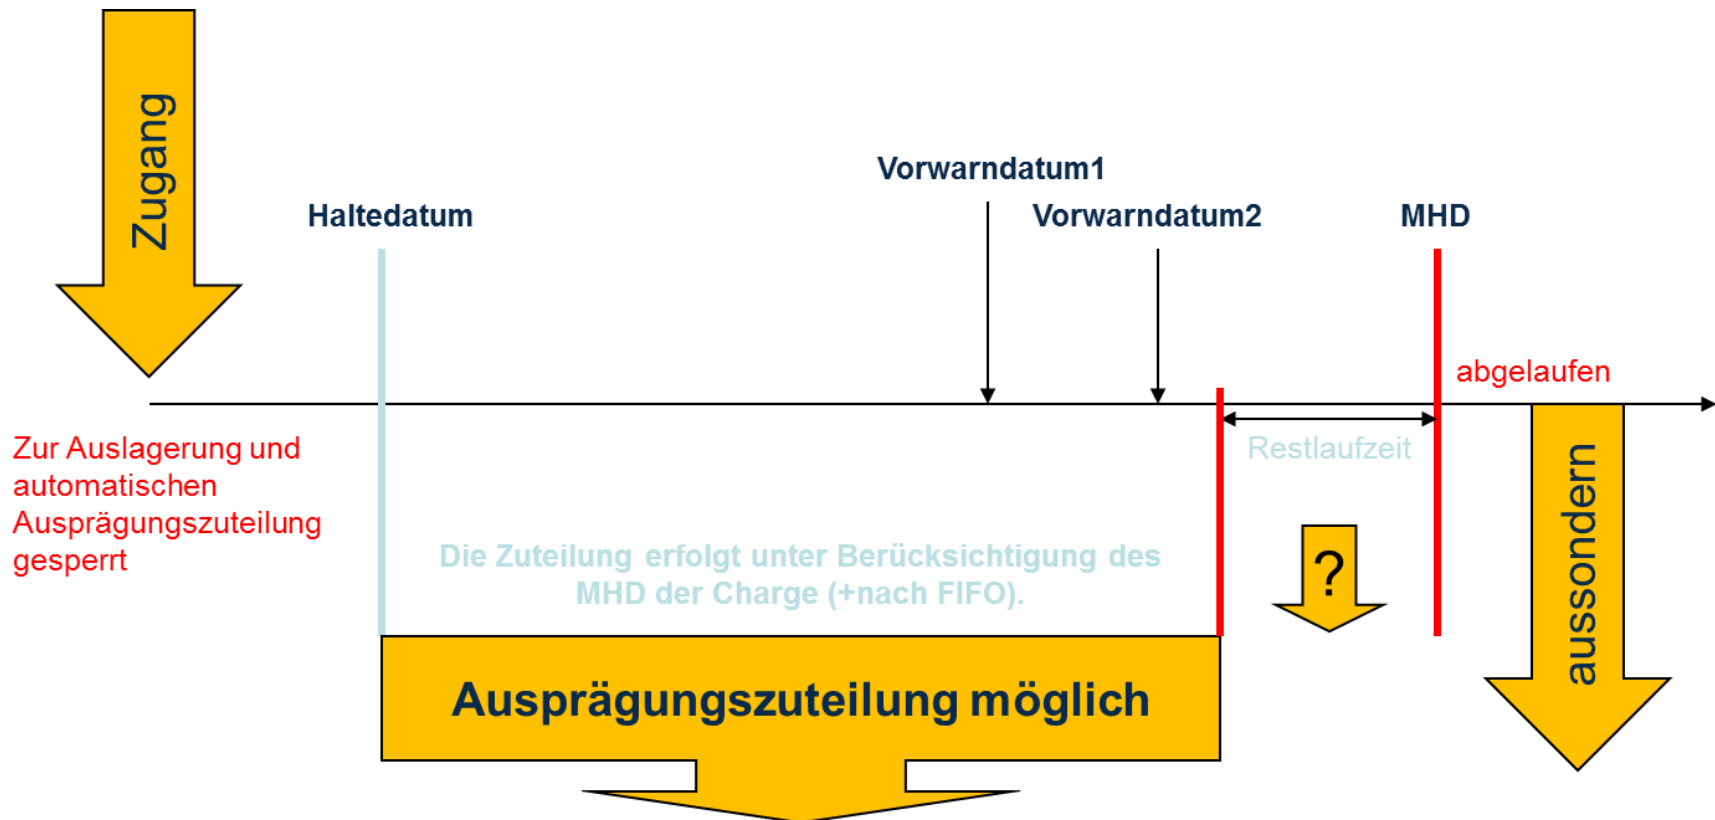 Zugang
Vorwarndatum1
Haltedatum
Vorwarndatum2
MHD
abgelaufen
Zur Auslagerung und
automatischen
Ausprägungszuteilung
gesperrt
Restlaufzeit
aussondern
Die Zuteilung erfolgt unter Berücksichtigung des
MHD der Charge (+nach FIFO).
?
Ausprägungszuteilung möglich